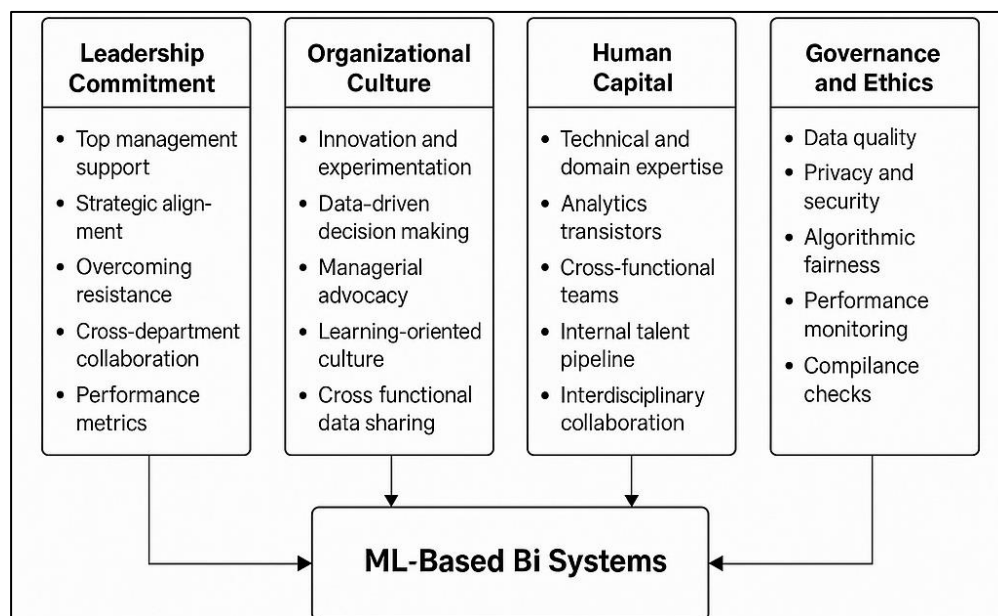 Leadership
Commitment
• Top management
support
• Strategic align-
ment
• Overcoming
resistance
• Cross-department
collaboration
• Performance
metrics
Organizational
Culture
• Innovation and
experimentation
• Data-driven
decision making
• Managerial
advocacy
• Learning-oriented
culture
• Cross functional
data sharing
Human
Capital
• Technical and
domain expertise
• Analytics
transistors
• Cross-functional
teams
• Internal talent
pipeline
• Interdisciplinary
collaboration
Governance
and Ethics
• Data quality
• Privacy and
security
• Algorithmic
fairness
• Performance
monitoring
• Compilance
checks
ML-Based Bi Systems